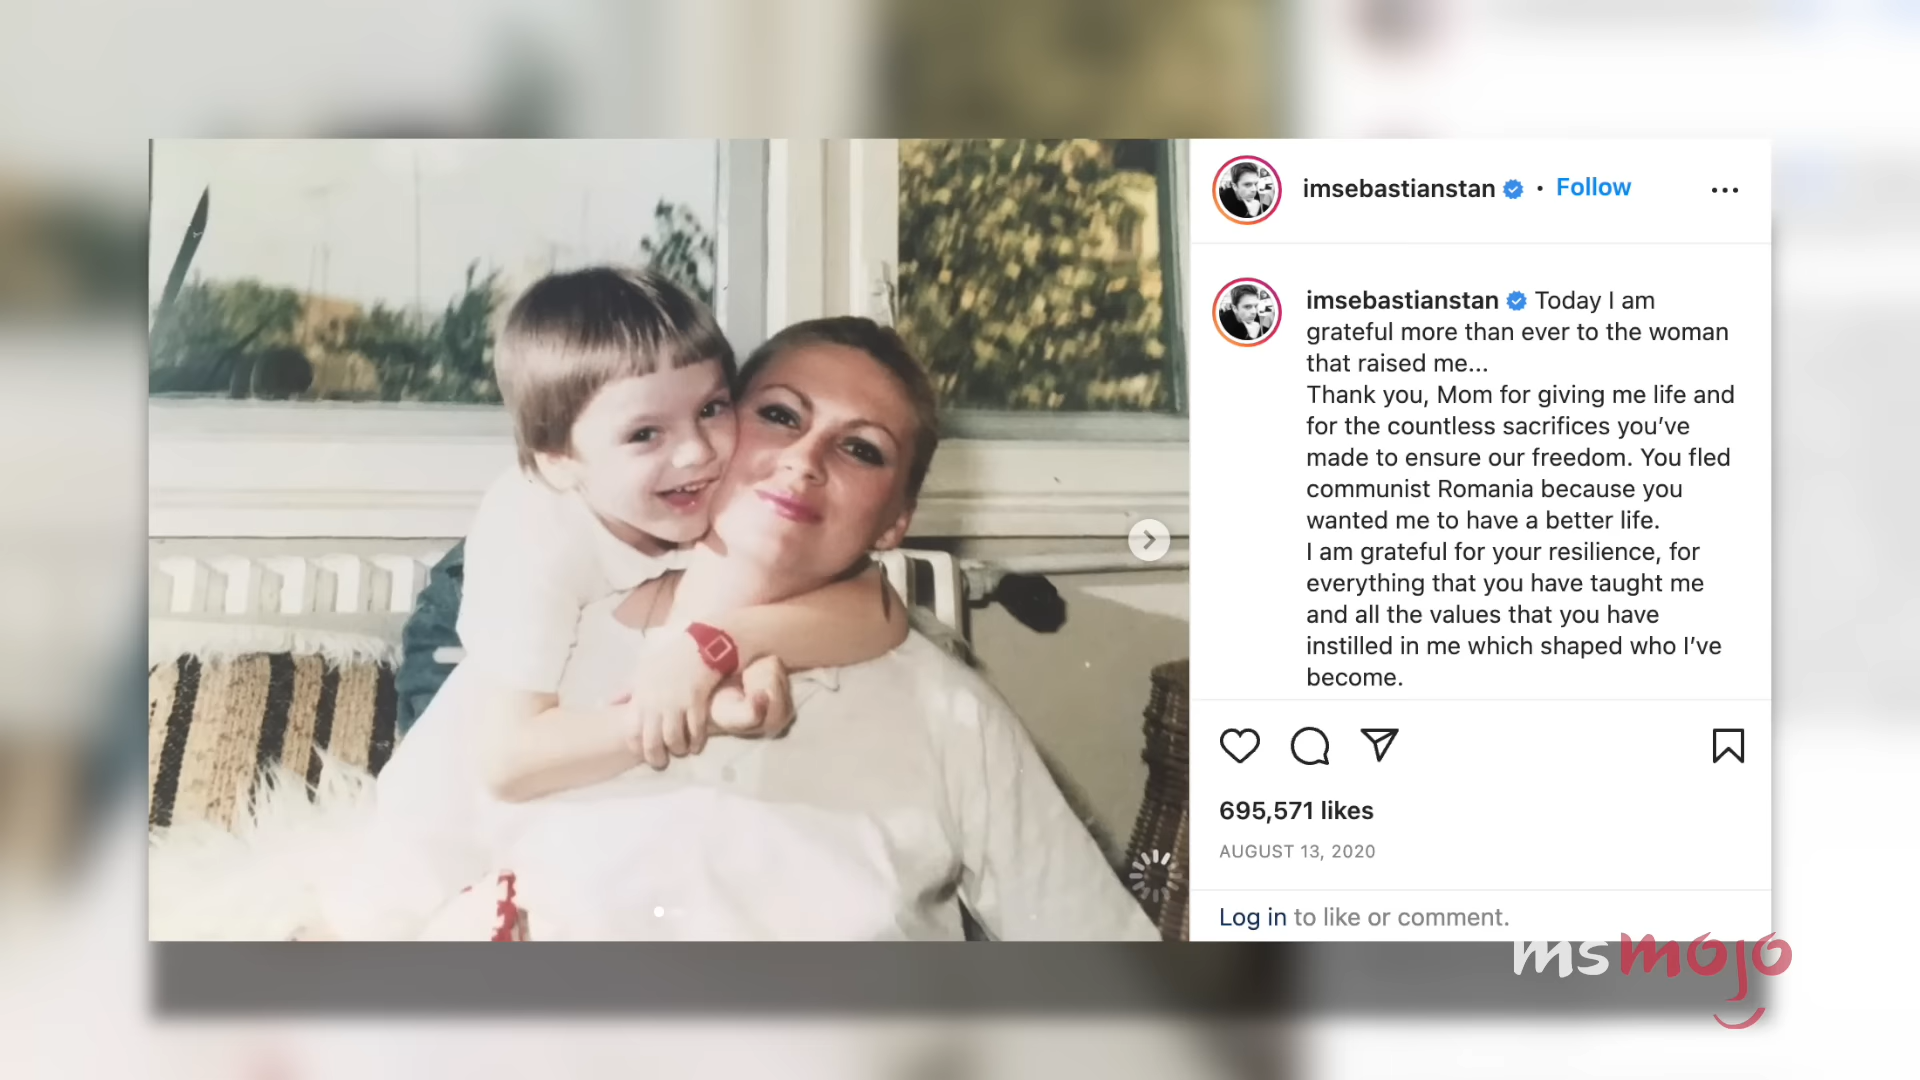 imsebastianstan • Follow
imsebastianstan Today I am
grateful more than ever to the woman
that raised me...
Thank you, Mom for giving me life and
for the countless sacrifices you’ve
made to ensure our freedom. You fled
communist Romania because you
wanted me to have a better life.
I am grateful for your resilience, for
everything that you have taught me
and all the values that you have
instilled in me which shaped who I’ve
become.
695,571 likes
AUGUST 13, 2020
Log in to like or comment.
msmojo